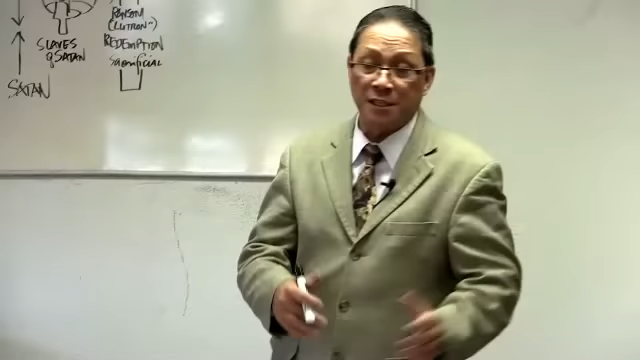 RANSOM
(LUTRON)
SLAVES
of SATAN
REDEMPTION
Sacrificial
SATAN